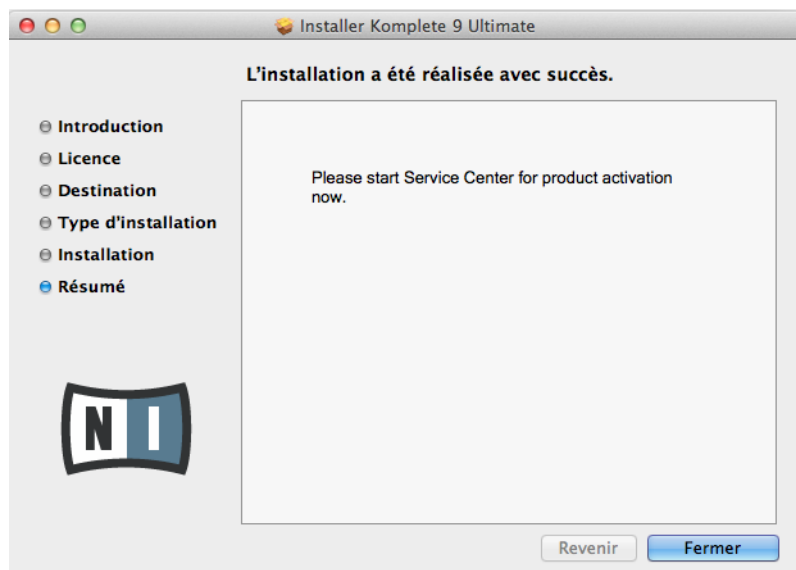 Installer Komplete 9 Ultimate
L'installation a été réalisée avec succès.
Introduction
Licence
Destination
Type d'installation
Installation
Résumé
Please start Service Center for product activation
now.
NI
Revenir
Fermer